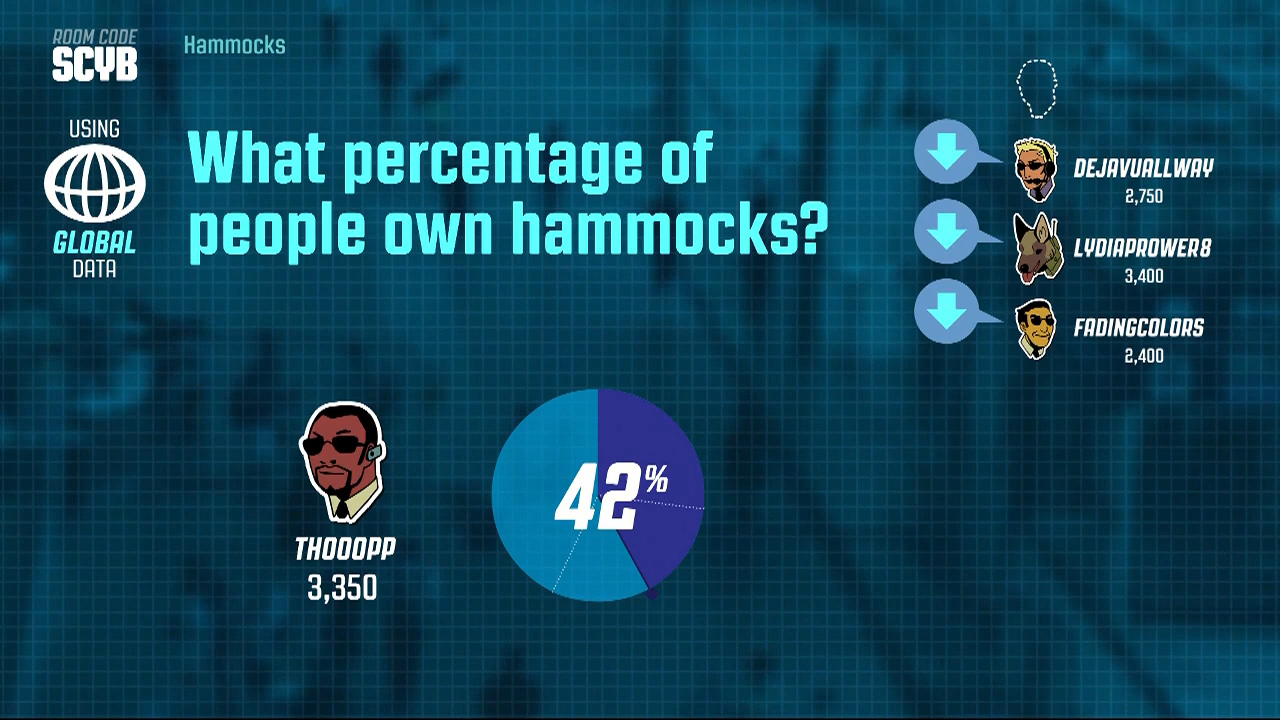 ROOM CODE
SCYB
Hammocks
USING
GLOBAL
DATA
What percentage of
people own hammocks?
DEJAVUALLWAY
2,750
LYDIAPROWER8
3,400
FADINGCOLORS
2,400
42%
THOOOPP
3,350